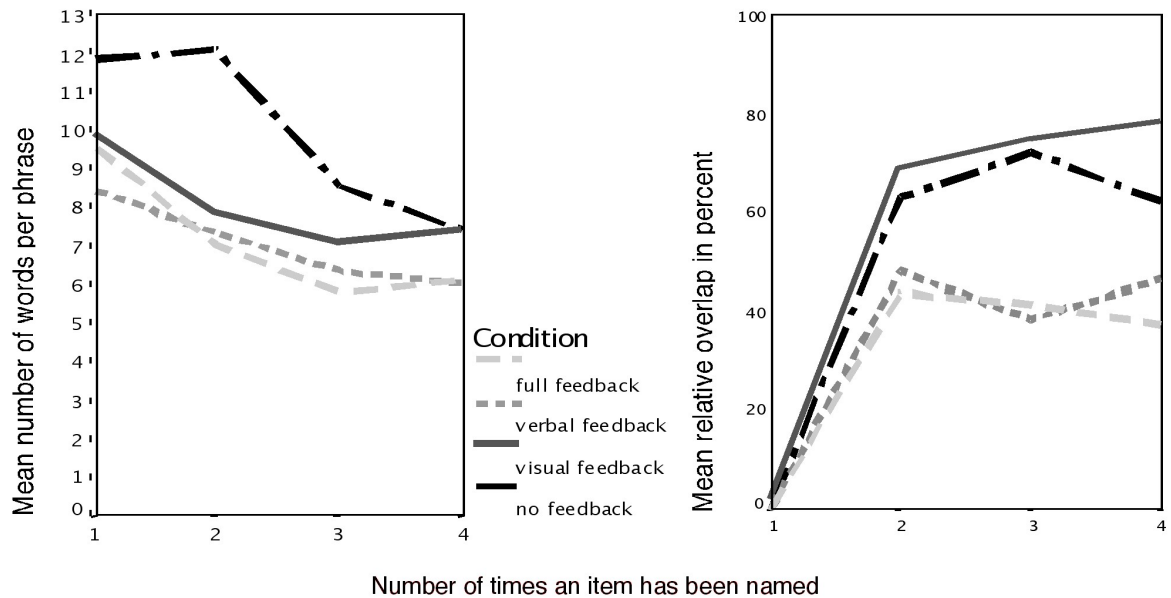 Mean number of words per phrase
13
12
11
10
9
8
7
6
5
4
3
2
1
0
1 2 3 4
Condition
full feedback
verbal feedback
visual feedback
no feedback
Mean relative overlap in percent
100
80
60
40
20
0
1 2 3 4
Number of times an item has been named